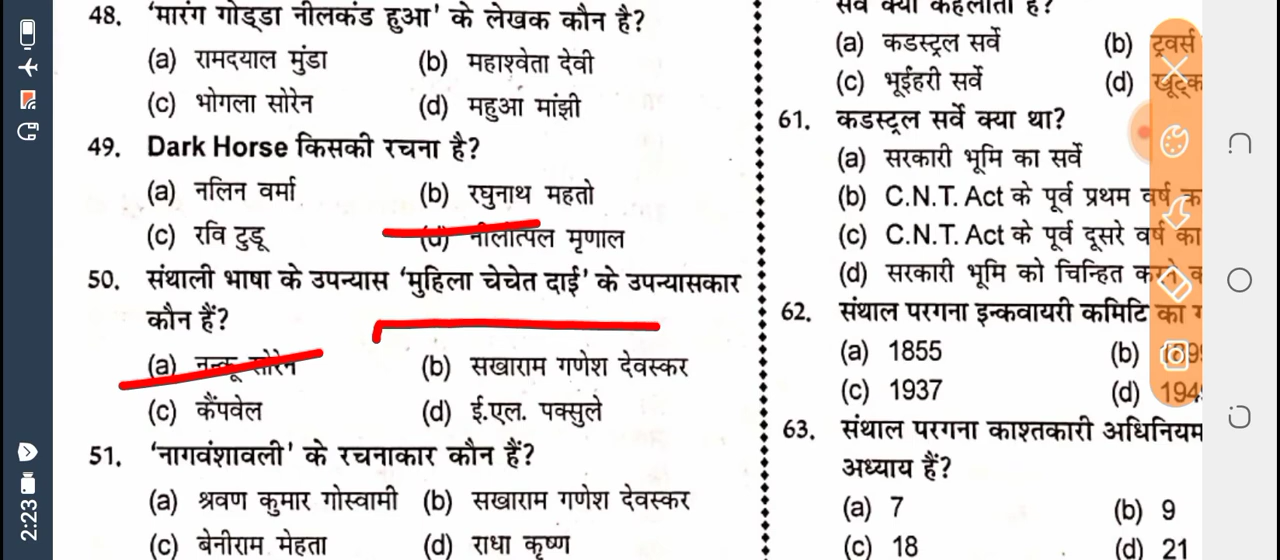 48. 'मारंग गोड्डा नीलकंड हुआ' के लेखक कौन है?
(a) रामदयाल मुंडा (b) महाश्वेता देवी
(c) भोगला सोरेन (d) महुआ मांझी
49. Dark Horse किसकी रचना है?
(a) नलिन वर्मा (b) रघुनाथ महतो
(c) रवि टुडू (d) नीलोत्पल मृणाल
50. संथाली भाषा के उपन्यास 'मुहिला चेचेत दाई' के उपन्यासकार
कौन हैं?
(a) नन्कू सोरेन (b) सखाराम गणेश देवस्कर
(c) कैंपवेल (d) ई.एल. पक्सुले
51. 'नागवंशावली' के रचनाकार कौन हैं?
(a) श्रवण कुमार गोस्वामी (b) सखाराम गणेश देवस्कर
(c) बेनीराम मेहता (d) राधा कृष्ण
सर्वे क्या कहलाता है?
(a) कडस्ट्रल सर्वे (b) ट्रवर्स
(c) भूईंहरी सर्वे (d)
61. कडस्ट्रल सर्वे क्या था?
(a) सरकारी भूमि का सर्वे
(b) C.N.T. Act के पूर्व प्रथम वर्ष
(c) C.N.T. Act के पूर्व दूसरे वर्ष का
(d) सरकारी भूमि को चिन्हित करने
62. संथाल परगना इन्कवायरी कमिटि का
(a) 1855 (b)
(c) 1937 (d) 194
63. संथाल परगना काश्तकारी अधिनियम
अध्याय हैं?
(a) 7 (b) 9
(c) 18 (d) 21
2:23